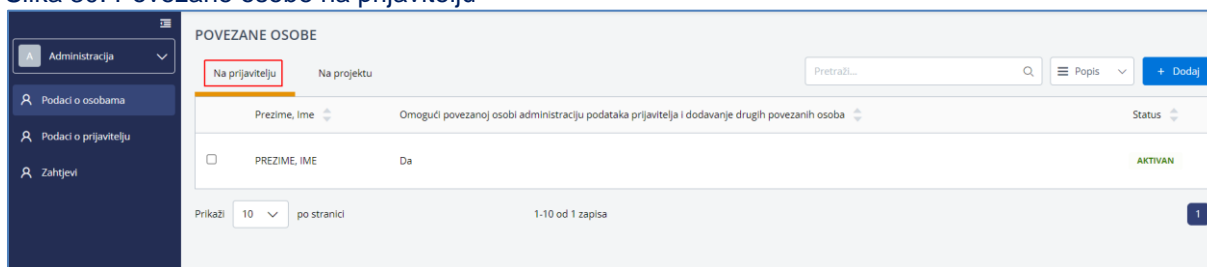 POVEZANE OSOBE
A Administracija
Na prijavitelju Na projektu Pretraži... Popis + Dodaj
Podaci o osobama
Prezime, Ime Omogući povezanoj osobi administraciju podataka prijavitelja i dodavanje drugih povezanih osoba Status
Podaci o prijavitelju
PREZIME, IME Da AKTIVAN
Zahtjevi
Prikaži 10 po stranici 1-10 od 1 zapisa 1